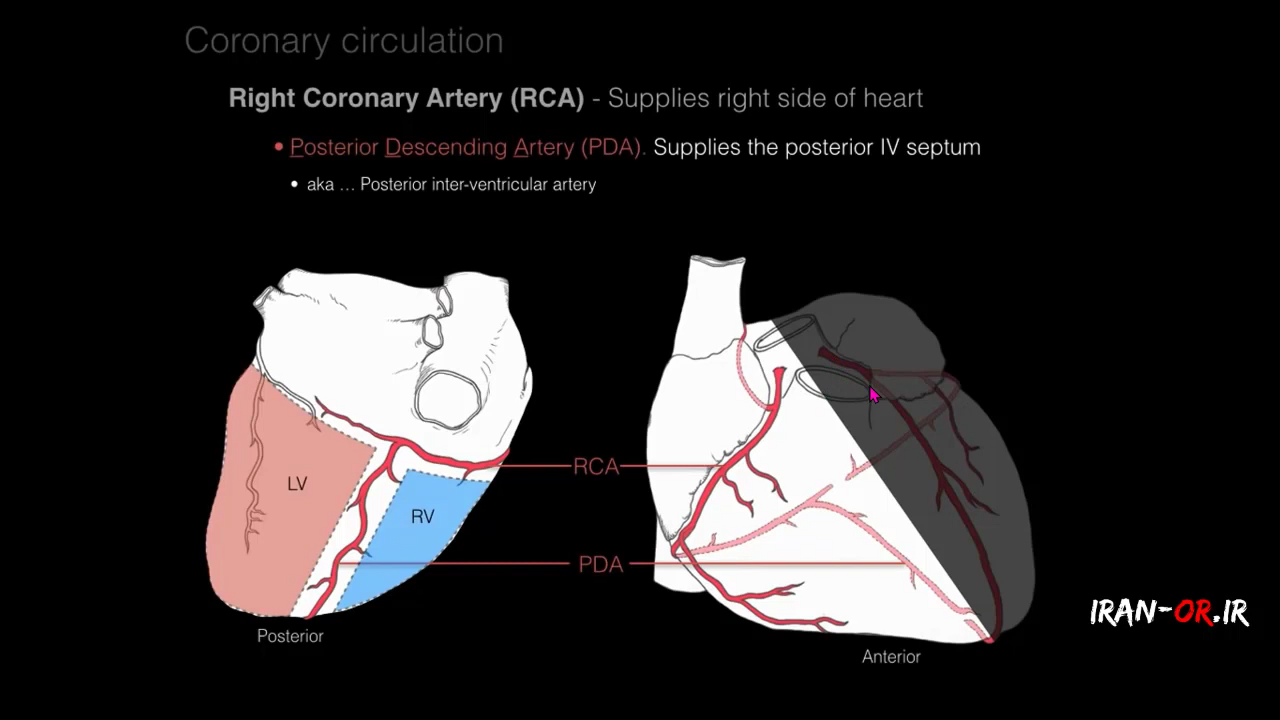 Coronary circulation
Right Coronary Artery (RCA) - Supplies right side of heart
• Posterior Descending Artery (PDA). Supplies the posterior IV septum
• aka ... Posterior inter-ventricular artery
RCA
LV
RV
PDA
Posterior
Anterior
IRAN-OR.IR